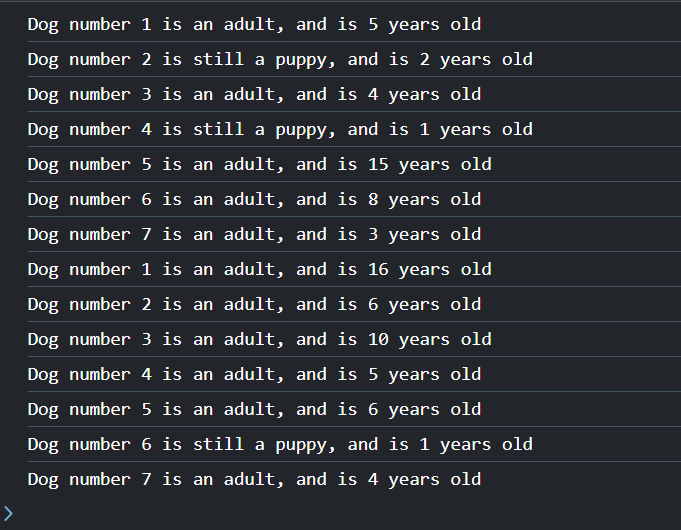 Dog number 1 is an adult, and is 5 years old
Dog number 2 is still a puppy, and is 2 years old
Dog number 3 is an adult, and is 4 years old
Dog number 4 is still a puppy, and is 1 years old
Dog number 5 is an adult, and is 15 years old
Dog number 6 is an adult, and is 8 years old
Dog number 7 is an adult, and is 3 years old
Dog number 1 is an adult, and is 16 years old
Dog number 2 is an adult, and is 6 years old
Dog number 3 is an adult, and is 10 years old
Dog number 4 is an adult, and is 5 years old
Dog number 5 is an adult, and is 6 years old
Dog number 6 is still a puppy, and is 1 years old
Dog number 7 is an adult, and is 4 years old